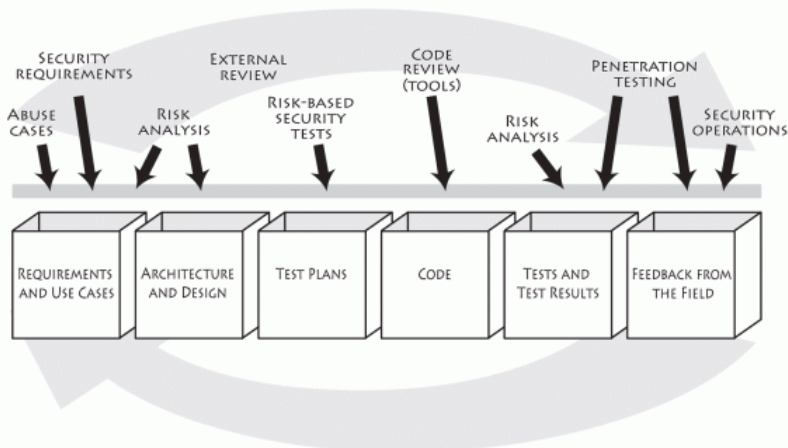 SECURITY
REQUIREMENTS
EXTERNAL
REVIEW
CODE
REVIEW
(TOOLS)
PENETRATION
TESTING
ABUSE
CASES
RISK
ANALYSIS
RISK-BASED
SECURITY
TESTS
RISK
ANALYSIS
SECURITY
OPERATIONS
REQUIREMENTS
AND USE CASES
ARCHITECTURE
AND DESIGN
TEST PLANS
CODE
TESTS AND
TEST RESULTS
FEEDBACK FROM
THE FIELD